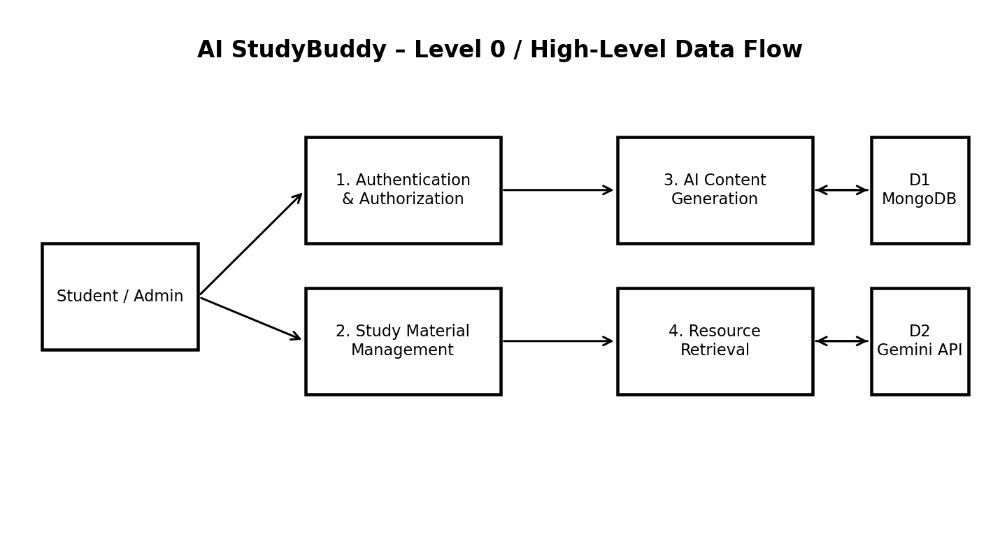 AI StudyBuddy – Level 0 / High-Level Data Flow
1. Authentication
& Authorization
3. AI Content
Generation
D1
MongoDB
Student / Admin
2. Study Material
Management
4. Resource
Retrieval
D2
Gemini API